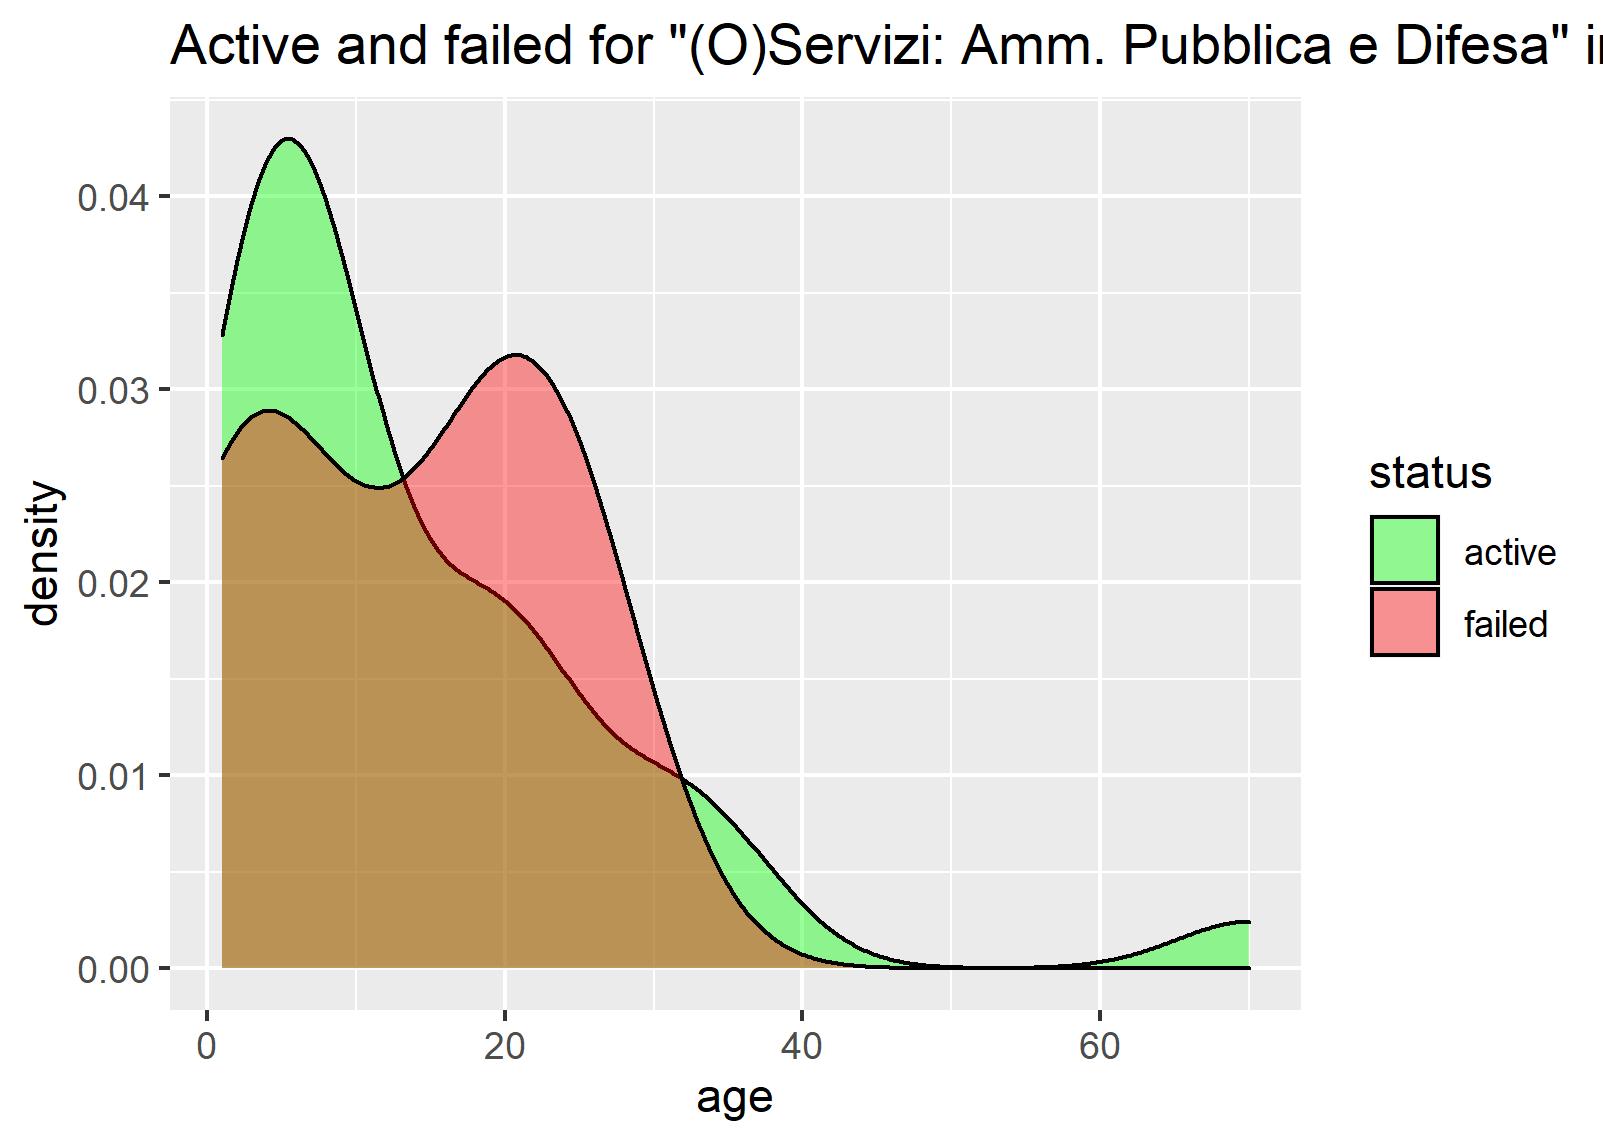 Active and failed for "(O)Servizi: Amm. Pubblica e Difesa" in
0.04
0.03
0.02
0.01
0.00
density
0
20
40
60
age
status
active
failed